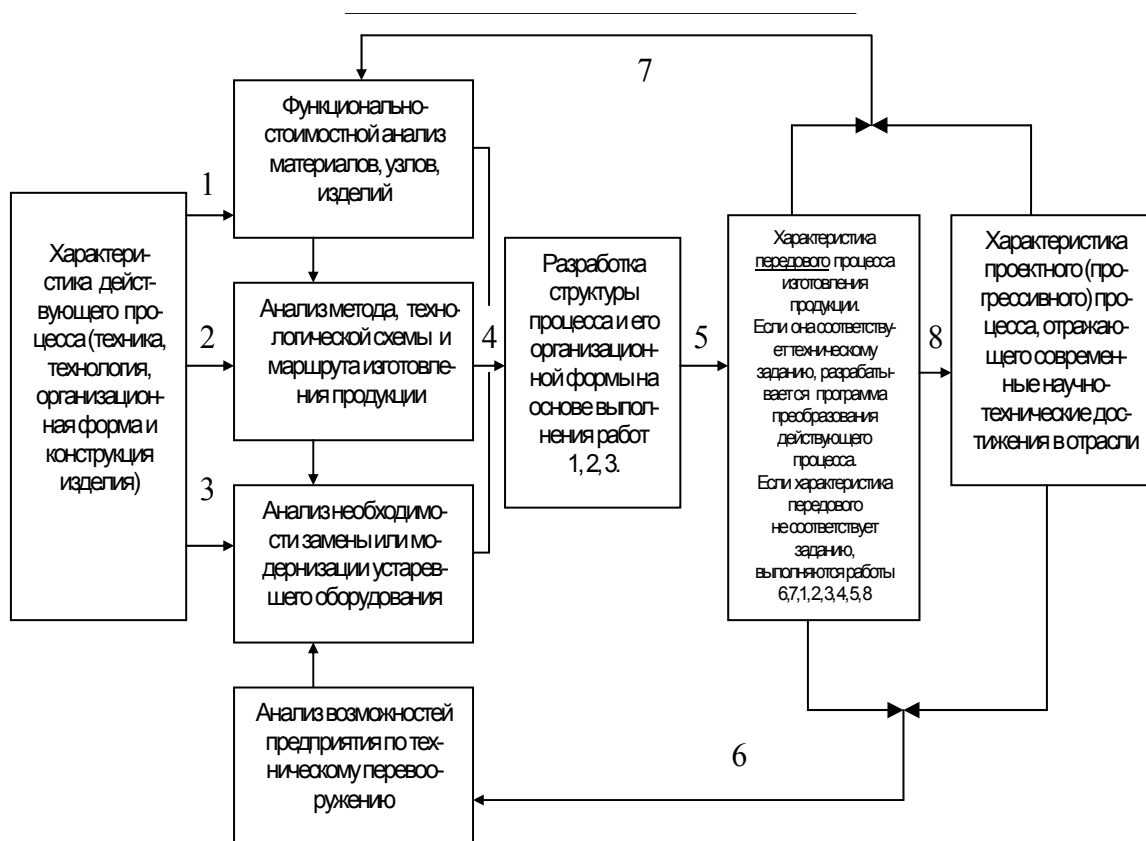 7
Функционально-
стоимостной анализ
материалов, узлов,
изделий
1
Характери-
стика дейст-
вующего про-
цесса (техника,
технология,
организацион-
ная форма и
конструкция
изделия)
2
Анализ метода, техно-
логической схемы и
маршрута изготовле-
ния продукции
3
Анализ необходимо-
сти замены или мо-
дернизации устарев-
шего оборудования
4
Разработка
структуры
процесса и его
организацион-
ной формы на
основе выпол-
нения работ
1, 2, 3.
5
Характеристика
передового процесса
изготовления
продукции.
Если она соответству-
ет техническому
заданию, разрабаты-
вается программа
преобразования
действующего
процесса.
Если характеристика
передового
не соответствует
заданию,
выполняются работы
6,7,1,2,3,4,5,8
8
Характеристика
проектного (про-
грессивного) про-
цесса, отражаю-
щего современ-
ные научно-
технические дос-
тижения в отрасли
Анализ возможностей
предприятия по тех-
ническому перевоо-
ружению
6